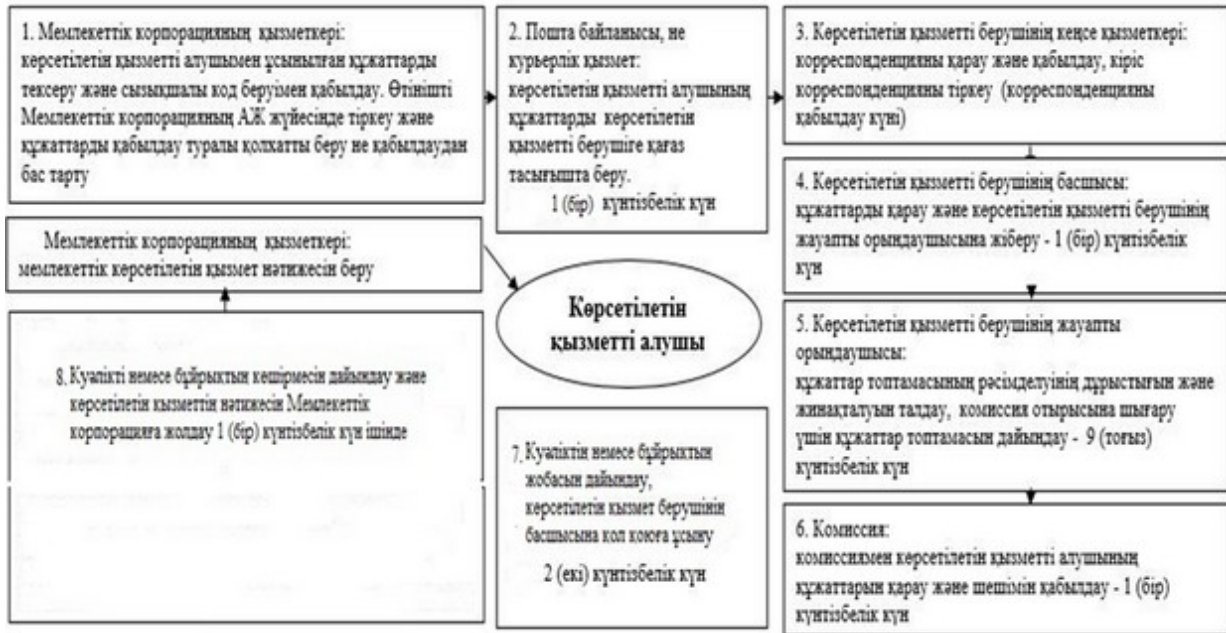 1. Мемлекеттік корпорацияның қызметкері:
көрсетілетін қызметті алушымен ұсынылған құжаттарды
тексеру және сызықшалы код беруімен қабылдау. Өтінішті
Мемлекеттік корпорацияның АЖ жүйесінде тіркеу және
құжаттарды қабылдау туралы қолхатты беру не қабылдаудан
бас тарту
2. Пошта байланысы, не
курьерлік қызмет:
көрсетілетін қызметті алушының
құжаттарды көрсетілетін
қызметті берушіге қағаз
тасығышта беру.
1 (бір) күнтізбелік күн
3. Көрсетілетін қызметті берушінің кеңсе қызметкері:
корреспонденцияны қарау және қабылдау, кіріс
корреспонденцияны тіркеу (корреспонденцияны
қабылдау күні)
4. Көрсетілетін қызметті берушінің басшысы:
құжаттарды қарау және көрсетілетін қызметті берушінің
жауапты орындаушысына жіберу - 1 (бір) күнтізбелік
күн
5. Көрсетілетін қызметті берушінің жауапты
орындаушысы:
құжаттар топтамасының рәсімделуінің дұрыстығын және
жинақталуын талдау, комиссия отырысына шығару
үшін құжаттар топтамасын дайындау - 9 (тоғыз)
күнтізбелік күн
6. Комиссия:
комиссиямен көрсетілетін қызметті алушының
құжаттарын қарау және шешімін қабылдау - 1 (бір)
күнтізбелік күн
7. Куәліктің немесе бұйрықтың
жобасын дайындау,
көрсетілетін қызмет берушінің
басшысына қол қоюға ұсыну
2 (екі) күнтізбелік күн
8. Куәлікті немесе бұйрықтың көшірмесін дайындау және
көрсетілетін қызметтің нәтижесін Мемлекеттік
корпорацияға жолдау 1 (бір) күнтізбелік күн ішінде
Мемлекеттік корпорацияның қызметкері:
мемлекеттік көрсетілетін қызмет нәтижесін беру
Көрсетілетін
қызметті алушы